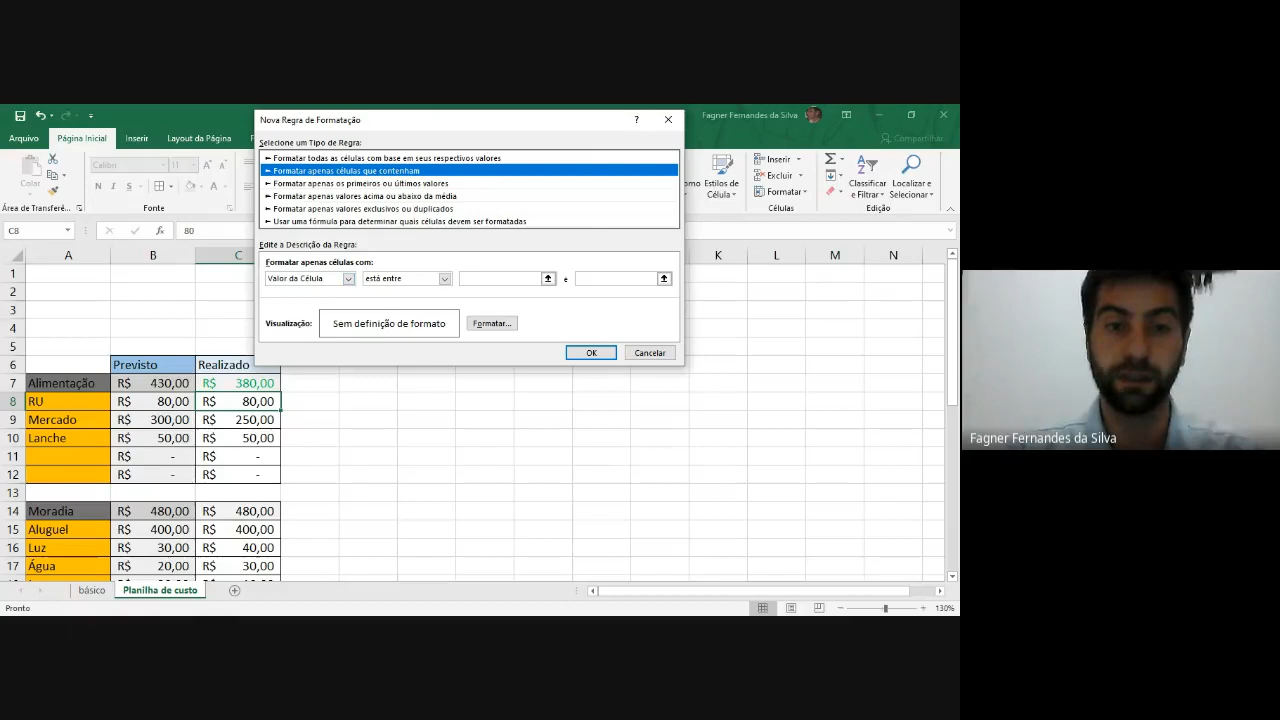 Nova Regra de Formatação
?
Fagner Fernandes da Silva
Arquivo Página Inicial Inserir Layout da Página
Compartilhar
Selecione um Tipo de Regra:
► Formatar todas as células com base em seus respectivos valores
► Formatar apenas células que contenham
► Formatar apenas os primeiros ou últimos valores
► Formatar apenas valores acima ou abaixo da média
► Formatar apenas valores exclusivos ou duplicados
► Usar uma fórmula para determinar quais células devem ser formatadas
Colar
Calibri 11
N I S
Área de Transferê...
Fonte
Estilos de
Célula
Inserir
Excluir
Formatar
Células
Classificar
e Filtrar
Localizar e
Selecionar
Edição
C8 fx 80
Edite a Descrição da Regra:
Formatar apenas células com:
Valor da Célula está entre e
Visualização: Sem definição de formato Formatar...
OK Cancelar
A B C K L M N
1
2
3
4
5
6 Previsto Realizado
7 Alimentação R$ 430,00 R$ 380,00
8 RU R$ 80,00 R$ 80,00
9 Mercado R$ 300,00 R$ 250,00
10 Lanche R$ 50,00 R$ 50,00
11 R$ - R$ -
12 R$ - R$ -
13
14 Moradia R$ 480,00 R$ 480,00
15 Aluguel R$ 400,00 R$ 400,00
16 Luz R$ 30,00 R$ 40,00
17 Água R$ 20,00 R$ 30,00
básico Planilha de custo
Pronto
130%
Fagner Fernandes da Silva